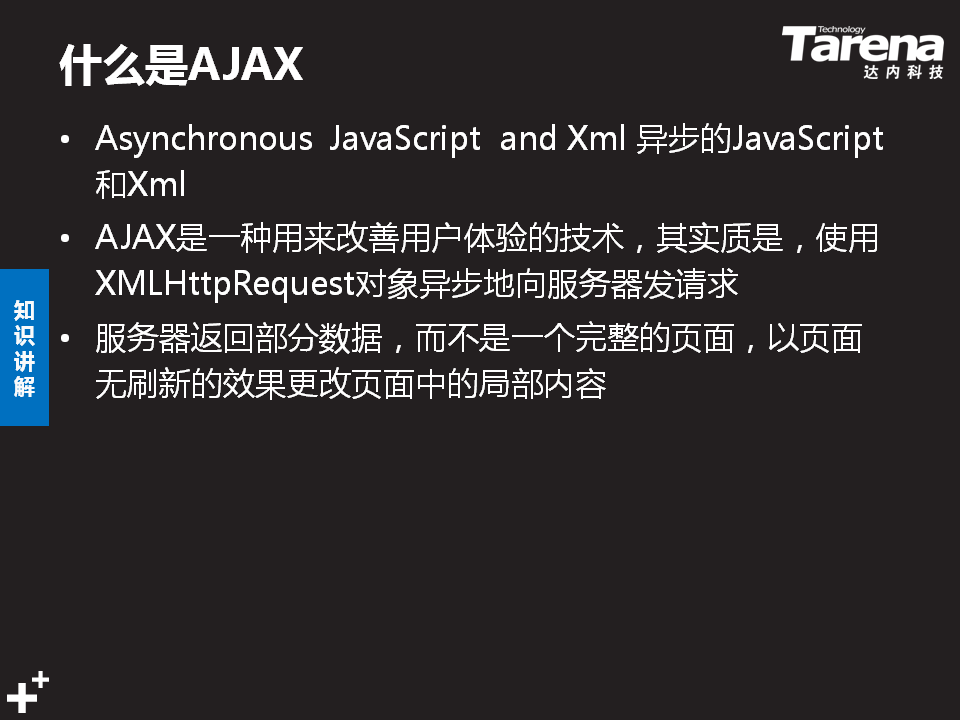 什么是AJAX
Technology
Tarena
达内科技
• Asynchronous JavaScript and Xml 异步的JavaScript
和Xml
• AJAX是一种用来改善用户体验的技术，其实质是，使用
XMLHttpRequest对象异步地向服务器发请求
• 服务器返回部分数据，而不是一个完整的页面，以页面
无刷新的效果更改页面中的局部内容
知
识
讲
解